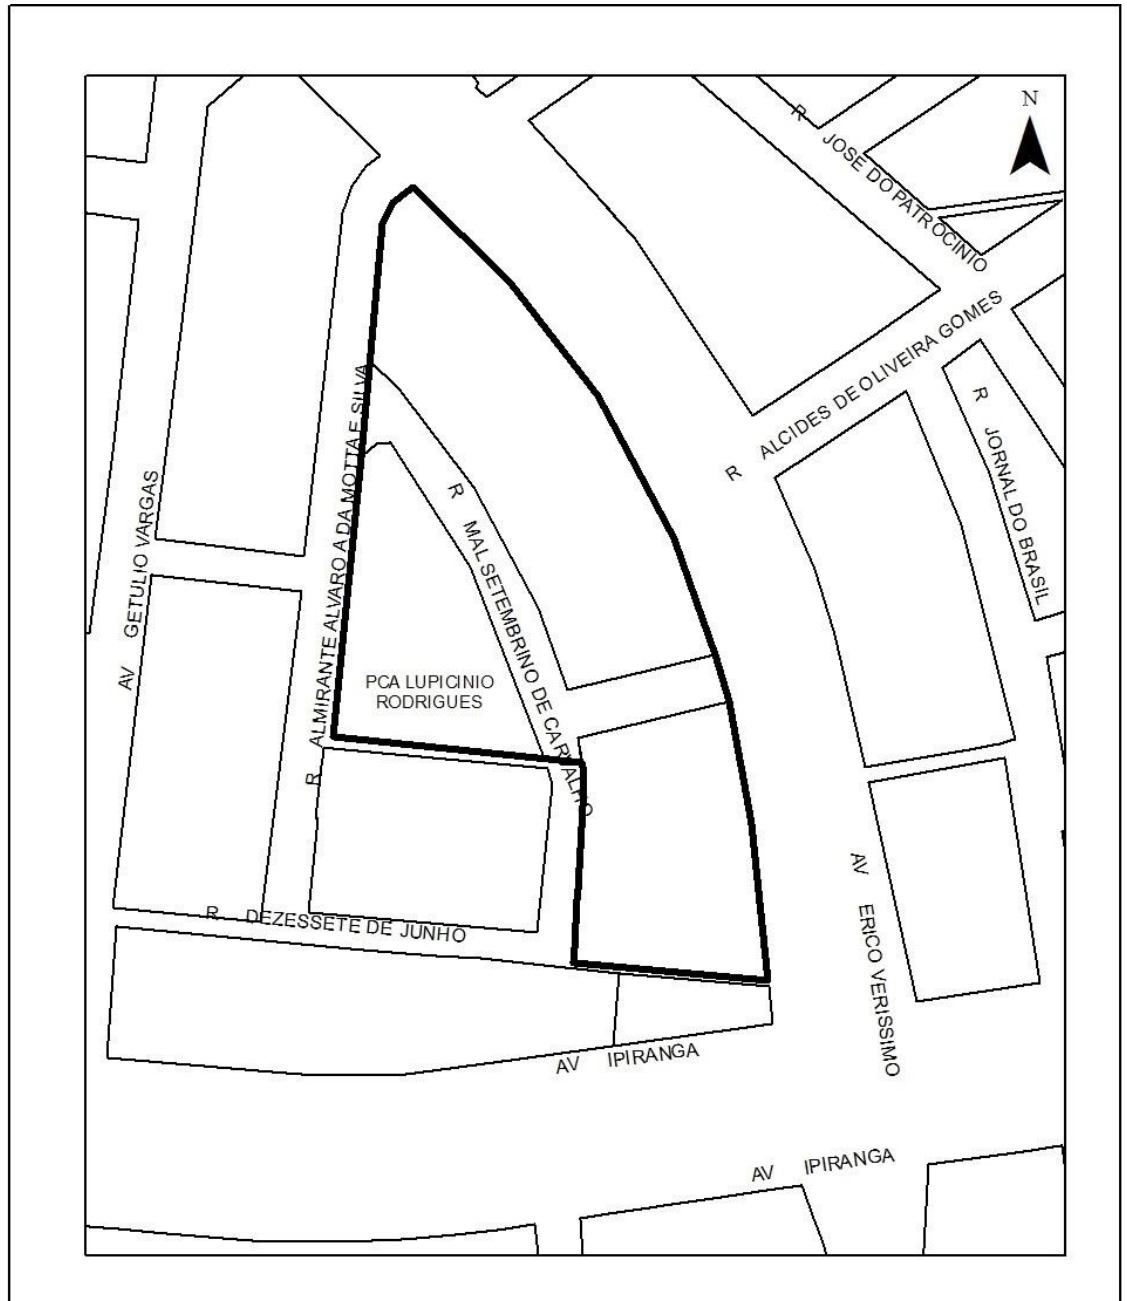 N
R JOSE DO PATROCINIO
R ALCIDES DE OLIVEIRA GOMES
R JORNAL DO BRASIL
R ALMIRANTE ALVARO A DA MOTTA E SILVA
AV GETULIO VARGAS
R MAL SETEMBRINO DE CARVALHO
PCA LUPICINIO
RODRIGUES
R DEZESSETE DE JUNHO
AV ERICO VERISSIMO
AV IPIRANGA
AV IPIRANGA